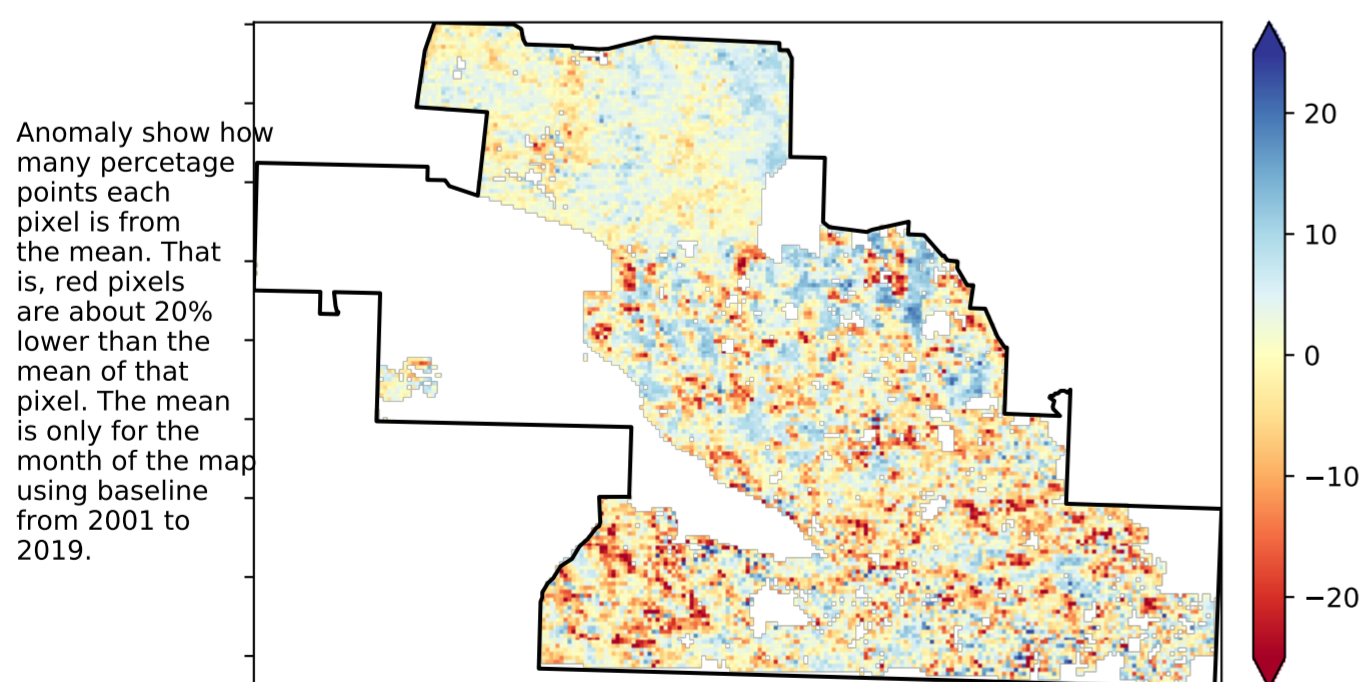 Anomaly show how
many percetage
points each
pixel is from
the mean. That
is, red pixels
are about 20%
lower than the
mean of that
pixel. The mean
is only for the
month of the map
using baseline
from 2001 to
2019.
20
10
0
−10
−20